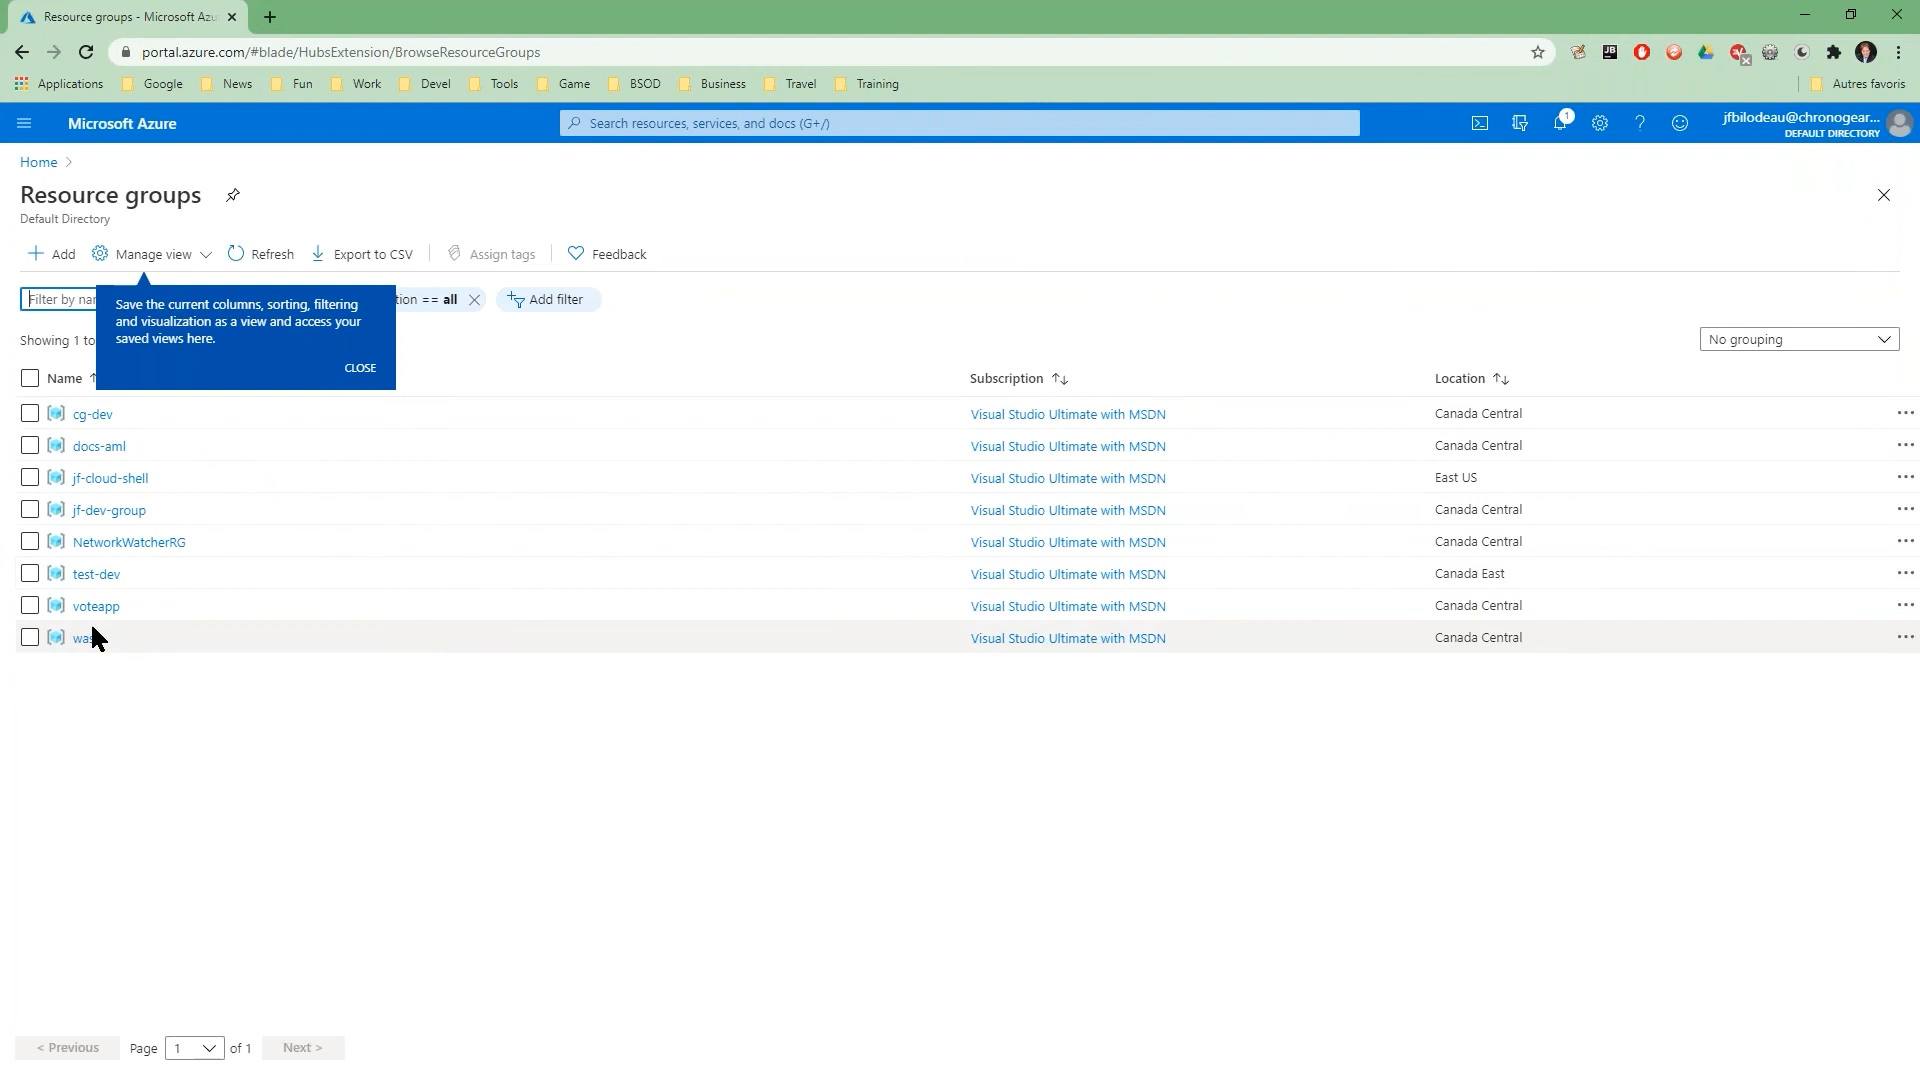 Resource groups - Microsoft Azu
portal.azure.com/#blade/HubsExtension/BrowseResourceGroups
Applications Google News Fun Work Devel Tools Game BSOD Business Travel Training Autres favoris
Microsoft Azure
Search resources, services, and docs (G+/)
1
jfbilodeau@chronogear...
DEFAULT DIRECTORY
Home
Resource groups
Default Directory
Add Manage view Refresh Export to CSV Assign tags Feedback
Filter by nar tion == all Add filter
Save the current columns, sorting, filtering
and visualization as a view and access your
saved views here.
CLOSE
Showing 1 to
No grouping
Name Subscription Location
cg-dev Visual Studio Ultimate with MSDN Canada Central
docs-aml Visual Studio Ultimate with MSDN Canada Central
jf-cloud-shell Visual Studio Ultimate with MSDN East US
jf-dev-group Visual Studio Ultimate with MSDN Canada Central
NetworkWatcherRG Visual Studio Ultimate with MSDN Canada Central
test-dev Visual Studio Ultimate with MSDN Canada East
voteapp Visual Studio Ultimate with MSDN Canada Central
Visual Studio Ultimate with MSDN Canada Central
< Previous Page 1 of 1 Next >